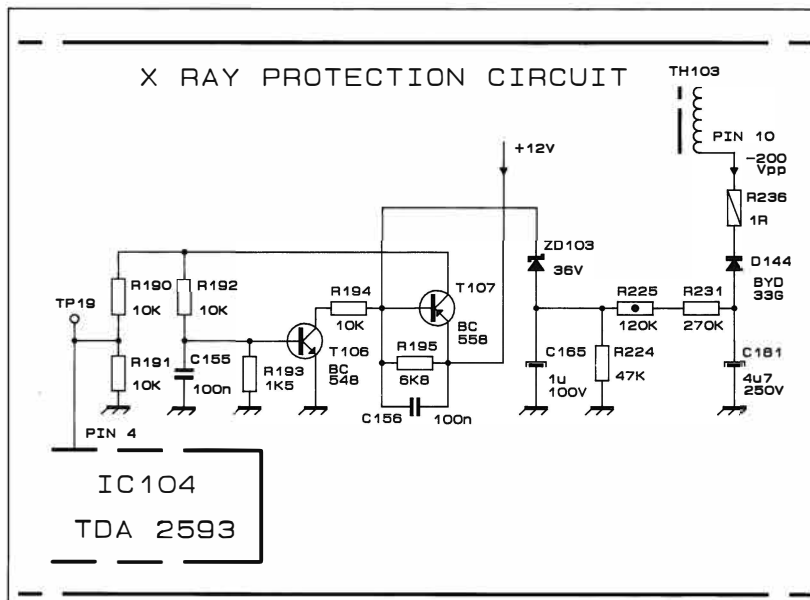 X RAY PROTECTION CIRCUIT
TH103
PIN 10
-200
Vpp
R236
1R
+12V
ZD103
36V
D144
BYD
33G
R190
10K
R192
10K
TP19
R194
10K
T107
BC
558
R225
120K
R231
270K
R191
10K
C155
100n
R193
1K5
T106
BC
548
R195
6K8
C156
100n
C165
1u
100V
R224
47K
C181
4u7
250V
PIN 4
IC104
TDA 2593